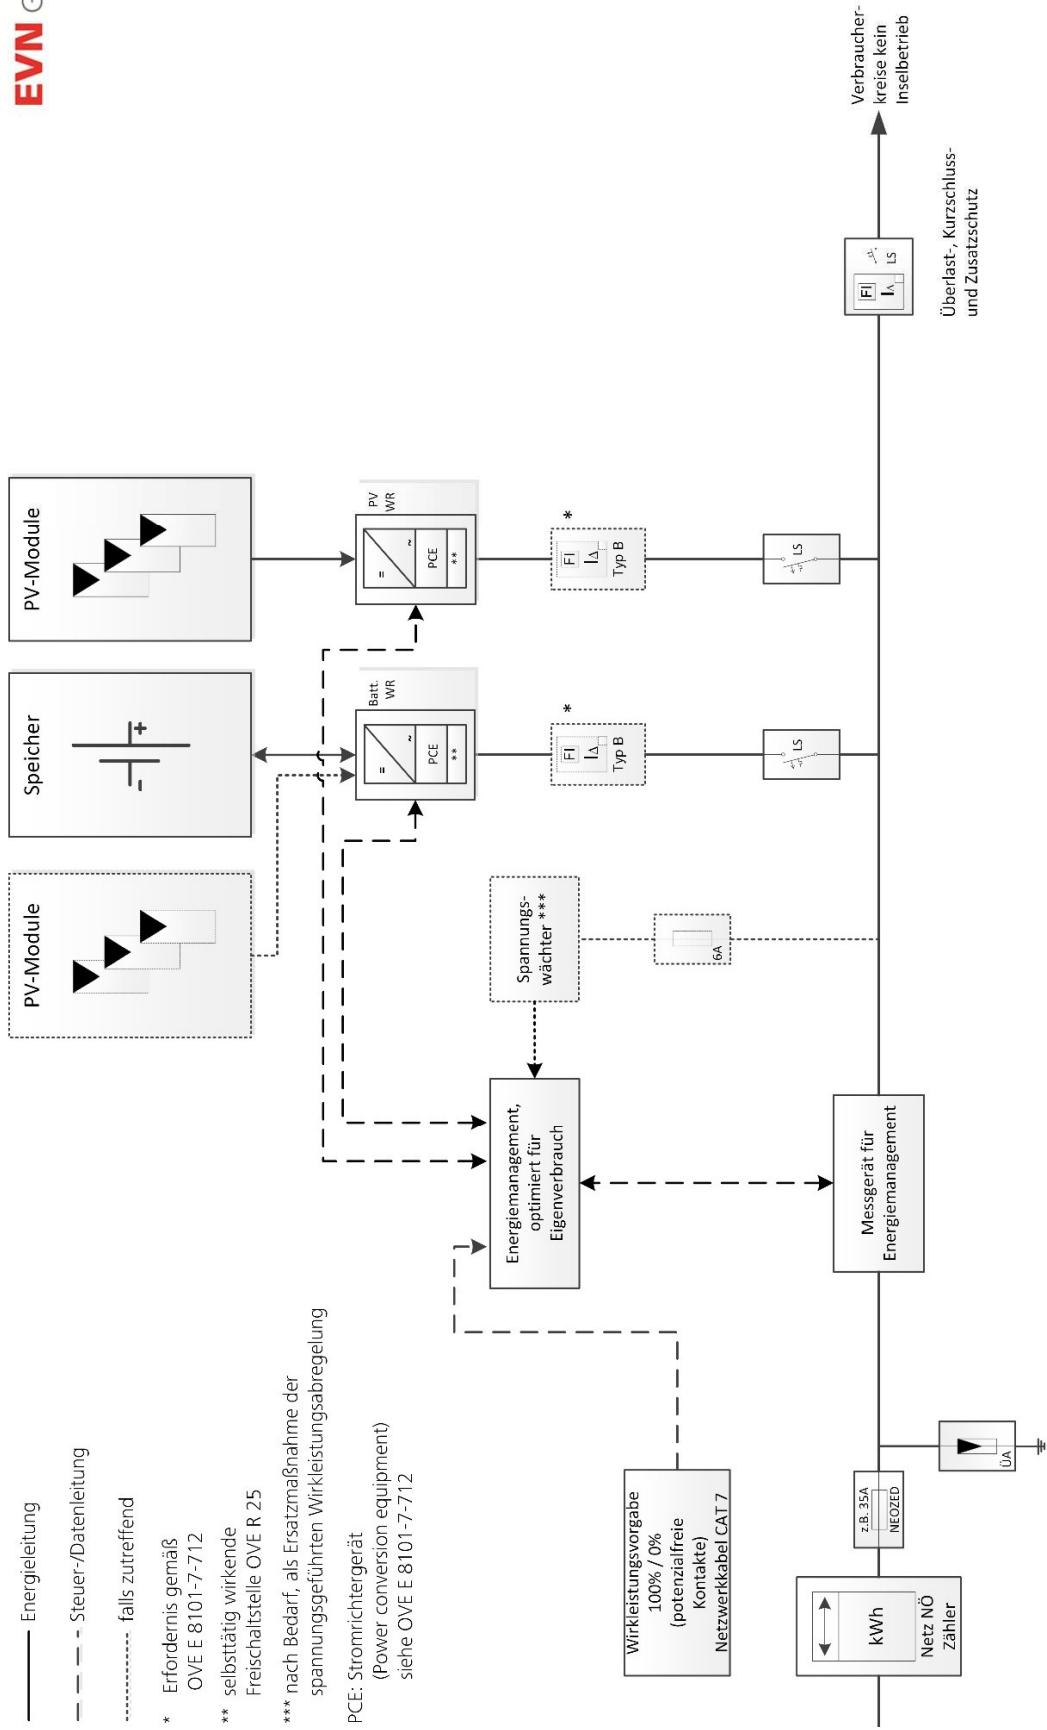 EVN
Energieleitung
Steuer-/Datenleitung
falls zutreffend
* Erfordernis gemäß
OVE E 8101-7-712
** selbsttätig wirkende
Freischaltstelle OVE R 25
*** nach Bedarf, als Ersatzmaßnahme der
spannungsgeführten Wirkleistungsabregelung
PCE: Stromrichtergerät
(Power conversion equipment)
siehe OVE E 8101-7-712
PV-Module
Speicher
PV-Module
- +
Batt.
WR
=
~
PCE
**
PV
WR
=
~
PCE
**
Energiemanagement,
optimiert für
Eigenverbrauch
Spannungs-
wächter ***
FI
IΔ
Typ B
*
FI
IΔ
Typ B
*
Wirkleistungsvorgabe
100% / 0%
(potenzialfreie
Kontakte)
Netzwerkkabel CAT 7
6A
LS
LS
kWh
Netz NÖ
Zähler
z.B. 35A
NEOZED
ÜA
Messgerät für
Energiemanagement
FI
IΔ
LS
Überlast-, Kurzschluss-
und Zusatzschutz
Verbraucher-
kreise kein
Inselbetrieb